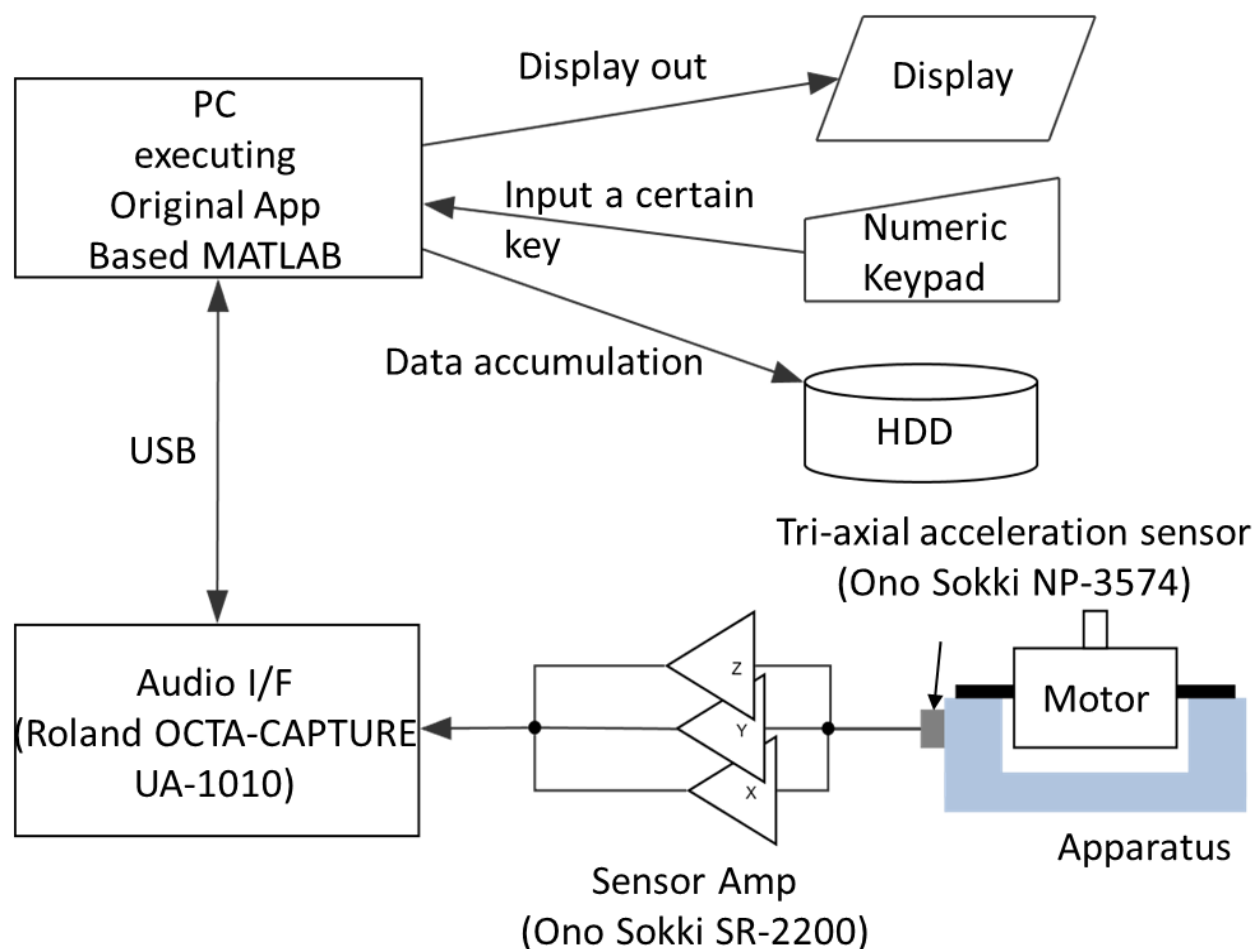 PC
executing
Original App
Based MATLAB
Display out
Display
Input a certain
key
Numeric
Keypad
Data accumulation
HDD
USB
Tri-axial acceleration sensor
(Ono Sokki NP-3574)
Audio I/F
(Roland OCTA-CAPTURE
UA-1010)
Z
Y
X
Motor
Apparatus
Sensor Amp
(Ono Sokki SR-2200)